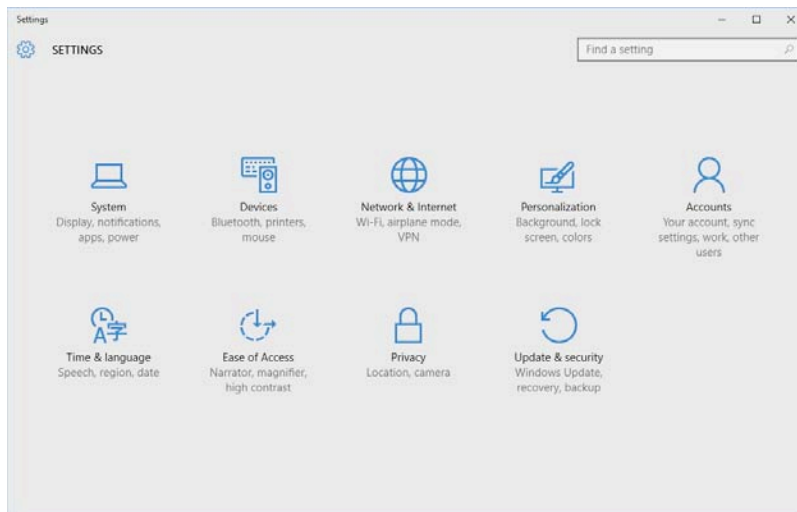 Settings
SETTINGS
Find a setting
System
Display, notifications,
apps, power
Devices
Bluetooth, printers,
mouse
Network & Internet
Wi-Fi, airplane mode,
VPN
Personalization
Background, lock
screen, colors
Accounts
Your account, sync
settings, work, other
users
Time & language
Speech, region, date
Ease of Access
Narrator, magnifier,
high contrast
Privacy
Location, camera
Update & security
Windows Update,
recovery, backup
A字